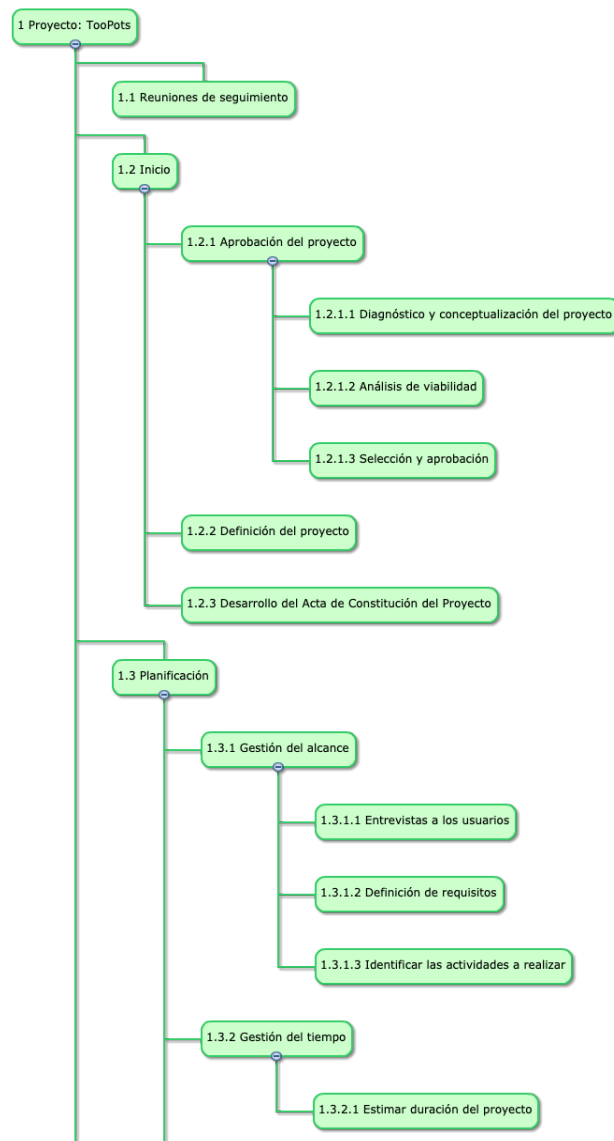 1 Proyecto: TooPots
1.1 Reuniones de seguimiento
1.2 Inicio
1.2.1 Aprobación del proyecto
1.2.1.1 Diagnóstico y conceptualización del proyecto
1.2.1.2 Análisis de viabilidad
1.2.1.3 Selección y aprobación
1.2.2 Definición del proyecto
1.2.3 Desarrollo del Acta de Constitución del Proyecto
1.3 Planificación
1.3.1 Gestión del alcance
1.3.1.1 Entrevistas a los usuarios
1.3.1.2 Definición de requisitos
1.3.1.3 Identificar las actividades a realizar
1.3.2 Gestión del tiempo
1.3.2.1 Estimar duración del proyecto